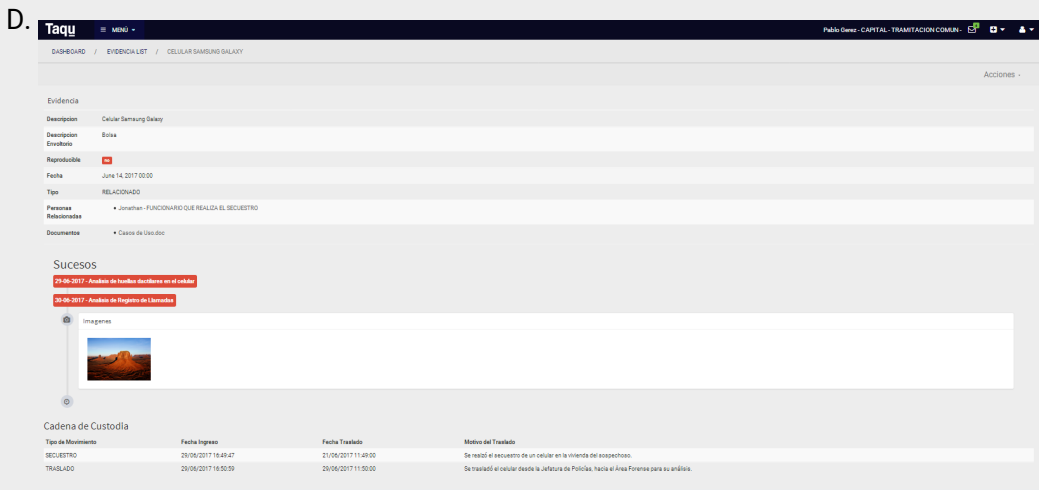 D.
Taqu ≡ MENÚ Pablo Gerez - CAPITAL - TRAMITACION COMUN -
DASHBOARD / EVIDENCIA LIST / CELULAR SAMSUNG GALAXY
Acciones
Evidencia
Descripcion Celular Samsung Galaxy
Descripcion Envoltorio Bolsa
Reproducible
Fecha June 14, 2017 00:00
Tipo RELACIONADO
Personas Relacionadas • Jonathan - FUNCIONARIO QUE REALIZA EL SECUESTRO
Documentos • Casos de Uso.doc
Sucesos
29-06-2017 - Analisis de huellas dactilares en el celular
30-06-2017 - Analisis de Registro de Llamadas
Imagenes
Cadena de Custodia
Tipo de Movimiento Fecha Ingreso Fecha Traslado Motivo del Traslado
SECUESTRO 29/06/2017 16:49:47 21/06/2017 11:49:00 Se realzó el secuestro de un celular en la vivienda del sospechoso.
TRASLADO 29/06/2017 16:50:59 29/06/2017 11:50:00 Se trasladó el celular desde la Jefatura de Policías, hacia el Área Forense para su análisis.